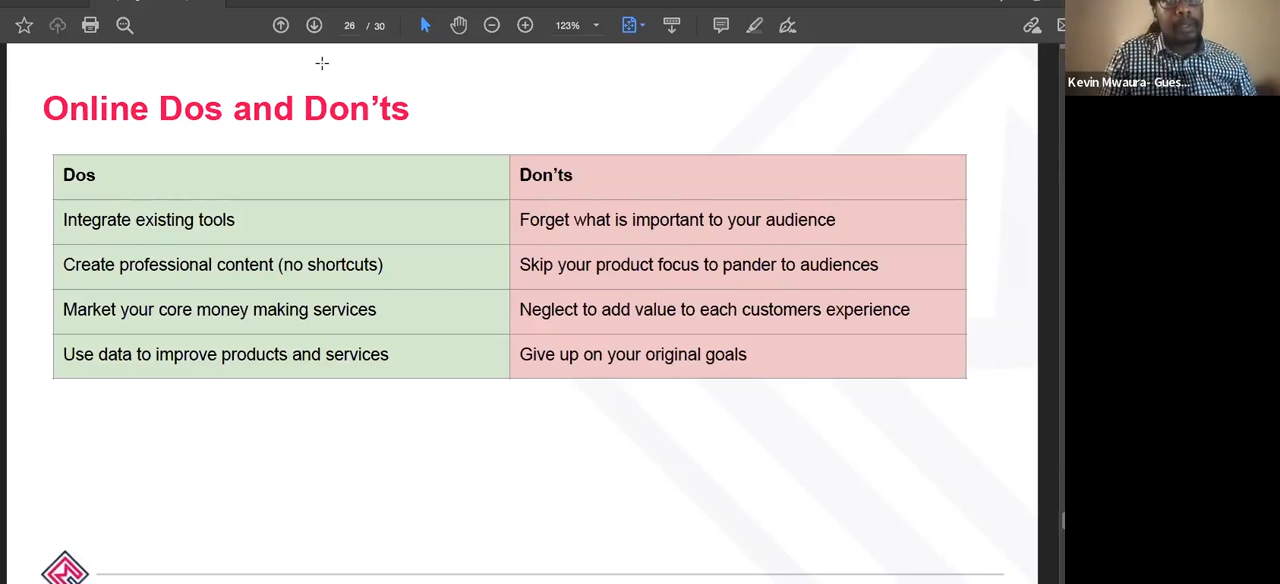 26 / 30
123%
Kevin Mwaura- Gues...
Online Dos and Don'ts
Dos
Don'ts
Integrate existing tools
Forget what is important to your audience
Create professional content (no shortcuts)
Skip your product focus to pander to audiences
Market your core money making services
Neglect to add value to each customers experience
Use data to improve products and services
Give up on your original goals